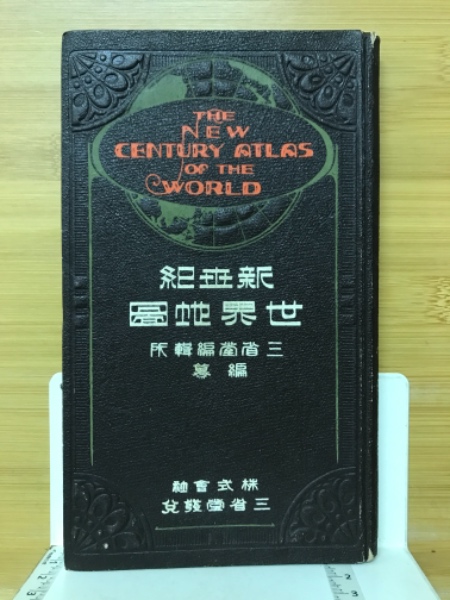 THE
NEW
CENTURY ATLAS
OF THE
WORLD
新世紀
世界地圖
三省堂編輯所
編纂
株式會社
三省堂發兌